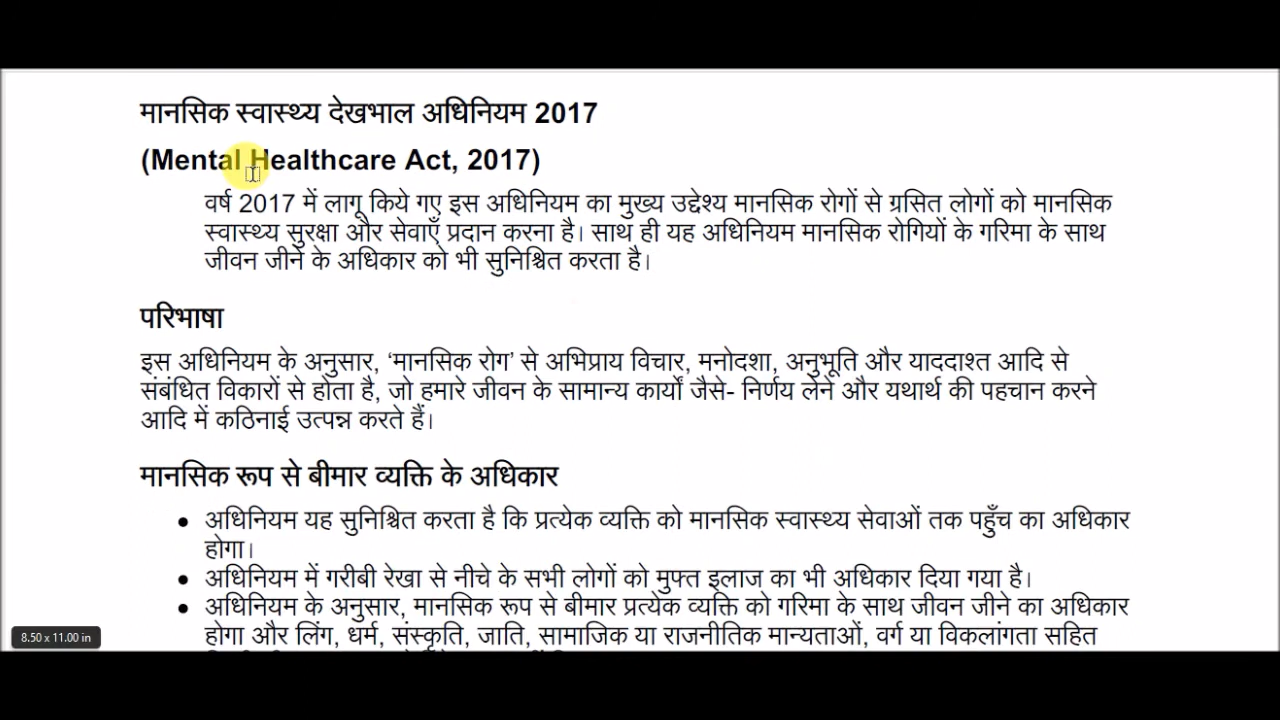 मानसिक स्वास्थ्य देखभाल अधिनियम 2017
(Mental Healthcare Act, 2017)
वर्ष 2017 में लागू किये गए इस अधिनियम का मुख्य उद्देश्य मानसिक रोगों से ग्रसित लोगों को मानसिक
स्वास्थ्य सुरक्षा और सेवाएँ प्रदान करना है। साथ ही यह अधिनियम मानसिक रोगियों के गरिमा के साथ
जीवन जीने के अधिकार को भी सुनिश्चित करता है।
परिभाषा
इस अधिनियम के अनुसार, ‘मानसिक रोग’ से अभिप्राय विचार, मनोदशा, अनुभूति और याददाश्त आदि से
संबंधित विकारों से होता है, जो हमारे जीवन के सामान्य कार्यों जैसे- निर्णय लेने और यथार्थ की पहचान करने
आदि में कठिनाई उत्पन्न करते हैं।
मानसिक रूप से बीमार व्यक्ति के अधिकार
• अधिनियम यह सुनिश्चित करता है कि प्रत्येक व्यक्ति को मानसिक स्वास्थ्य सेवाओं तक पहुँच का अधिकार
होगा।
• अधिनियम में गरीबी रेखा से नीचे के सभी लोगों को मुफ्त इलाज का भी अधिकार दिया गया है।
• अधिनियम के अनुसार, मानसिक रूप से बीमार प्रत्येक व्यक्ति को गरिमा के साथ जीवन जीने का अधिकार
होगा और लिंग, धर्म, संस्कृति, जाति, सामाजिक या राजनीतिक मान्यताओं, वर्ग या विकलांगता सहित
8.50 x 11.00 in